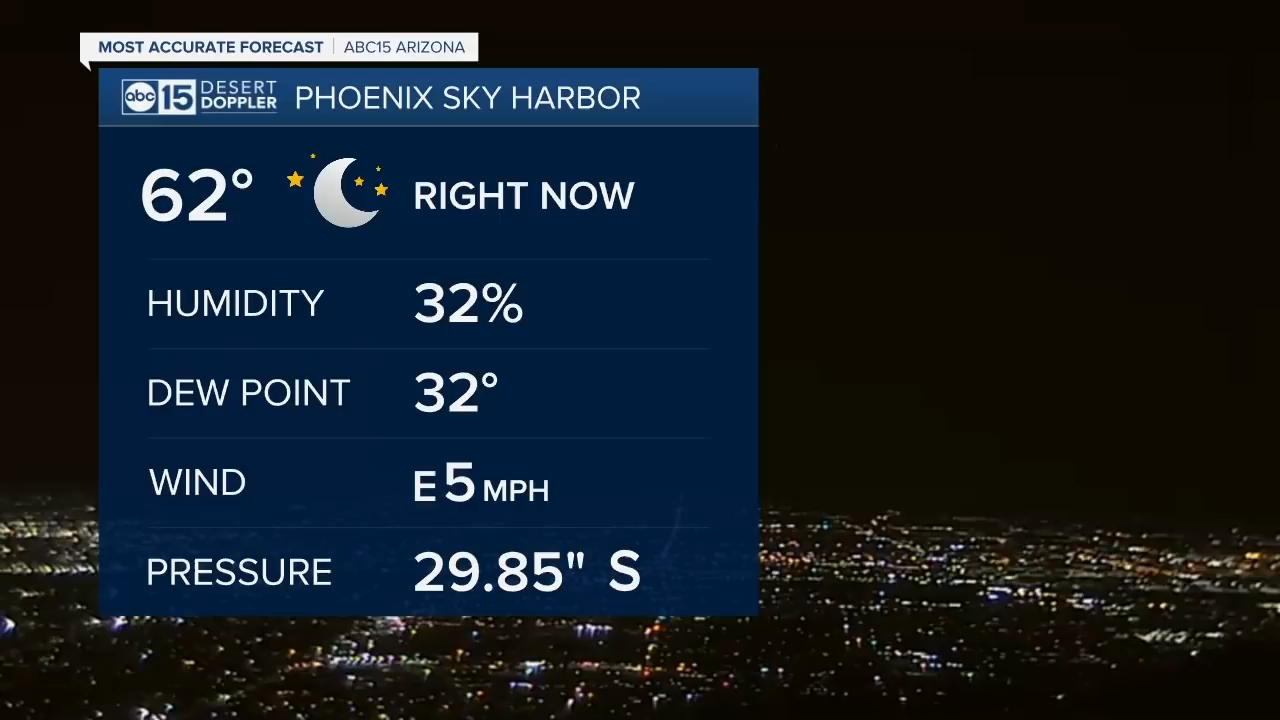 MOST ACCURATE FORECAST | ABC15 ARIZONA
abc 15 DESERT DOPPLER PHOENIX SKY HARBOR
62° RIGHT NOW
HUMIDITY 32%
DEW POINT 32°
WIND E 5 MPH
PRESSURE 29.85" S